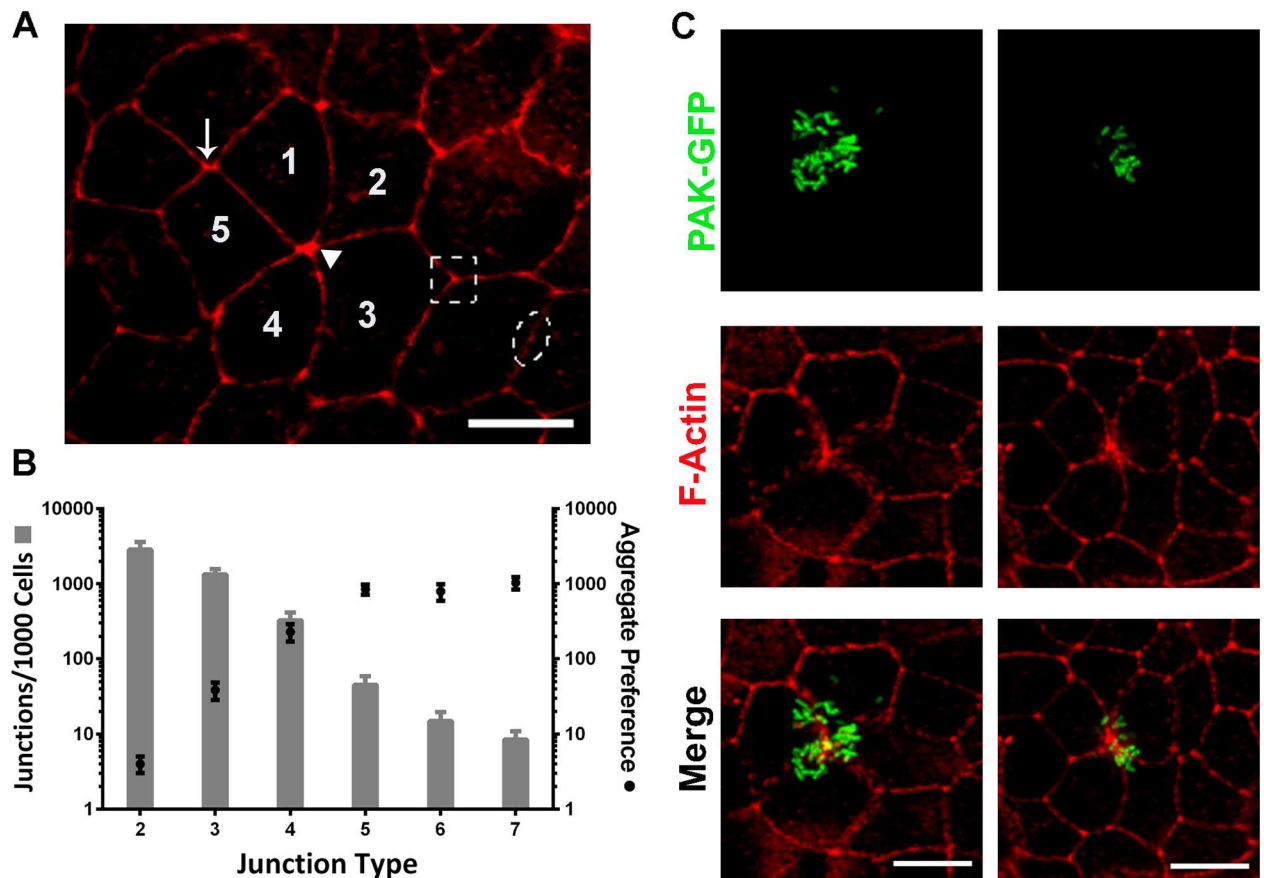 A
1
2
3
4
5
B
Junctions/1000 Cells
10000
1000
100
10
1
2 3 4 5 6 7
Junction Type
10000
1000
100
10
1
Aggregate Preference
C
PAK-GFP
F-Actin
Merge